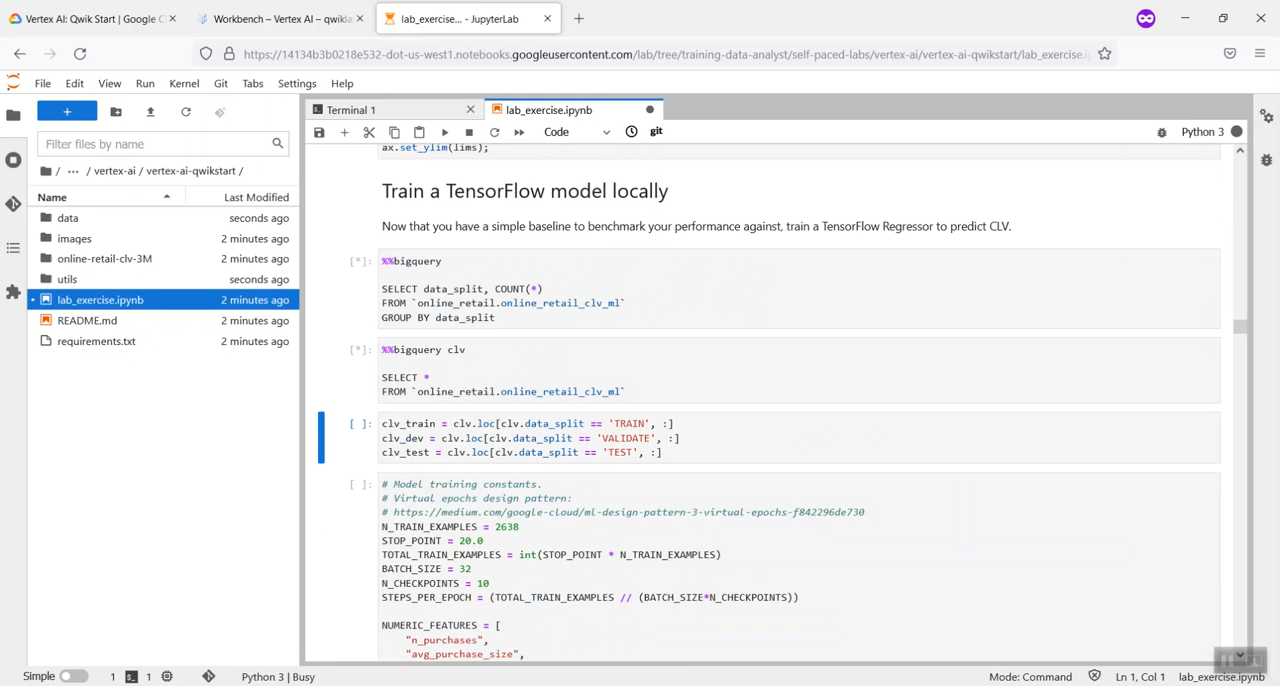 Vertex AI: Qwik Start | Google C
Workbench – Vertex AI – qwikla
lab_exercise... - JupyterLab
https://14134b3b0218e532-dot-us-west1.notebooks.googleusercontent.com/lab/tree/training-data-analyst/self-paced-labs/vertex-ai/vertex-ai-qwikstart/lab_exercise.i
File Edit View Run Kernel Git Tabs Settings Help
Terminal 1
lab_exercise.ipynb
Code
git
Python 3
Filter files by name
/ ... / vertex-ai / vertex-ai-qwikstart /
Name Last Modified
data seconds ago
images 2 minutes ago
online-retail-clv-3M 2 minutes ago
utils seconds ago
lab_exercise.ipynb 2 minutes ago
README.md 2 minutes ago
requirements.txt 2 minutes ago
ax.set_ylim(lims);
Train a TensorFlow model locally
Now that you have a simple baseline to benchmark your performance against, train a TensorFlow Regressor to predict CLV.
[*]: %%bigquery
SELECT data_split, COUNT(*)
FROM `online_retail.online_retail_clv_ml`
GROUP BY data_split
[*]: %%bigquery clv
SELECT *
FROM `online_retail.online_retail_clv_ml`
[ ]: clv_train = clv.loc[clv.data_split == 'TRAIN', :]
clv_dev = clv.loc[clv.data_split == 'VALIDATE', :]
clv_test = clv.loc[clv.data_split == 'TEST', :]
[ ]: # Model training constants.
# Virtual epochs design pattern:
# https://medium.com/google-cloud/ml-design-pattern-3-virtual-epochs-f842296de730
N_TRAIN_EXAMPLES = 2638
STOP_POINT = 20.0
TOTAL_TRAIN_EXAMPLES = int(STOP_POINT * N_TRAIN_EXAMPLES)
BATCH_SIZE = 32
N_CHECKPOINTS = 10
STEPS_PER_EPOCH = (TOTAL_TRAIN_EXAMPLES // (BATCH_SIZE*N_CHECKPOINTS))
NUMERIC_FEATURES = [
"n_purchases",
"avg_purchase_size",
Simple 1 1 Python 3 | Busy Mode: Command Ln 1, Col 1 lab_exercise.ipynb